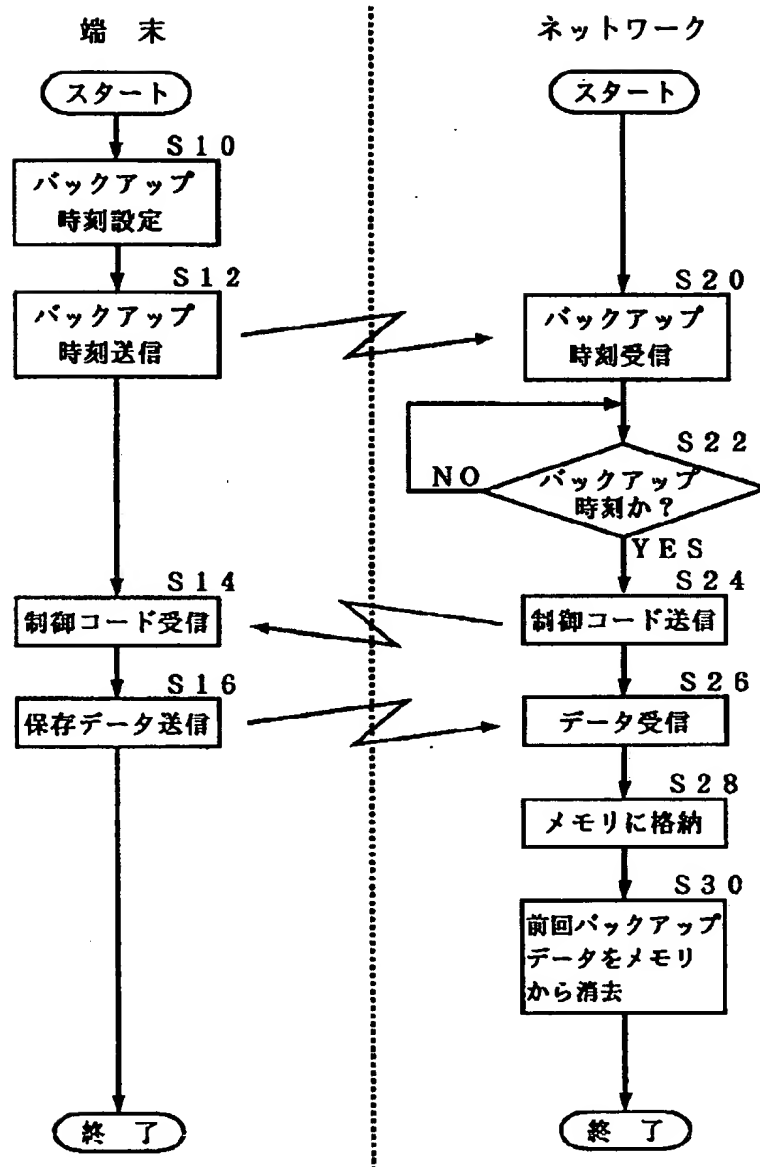 端 末
スタート
S10
バックアップ
時刻設定
S12
バックアップ
時刻送信
S14
制御コード受信
S16
保存データ送信
終 了
ネットワーク
スタート
S20
バックアップ
時刻受信
S22
バックアップ
時刻か?
NO
YES
S24
制御コード送信
S26
データ受信
S28
メモリに格納
S30
前回バックアップ
データをメモリ
から消去
終 了